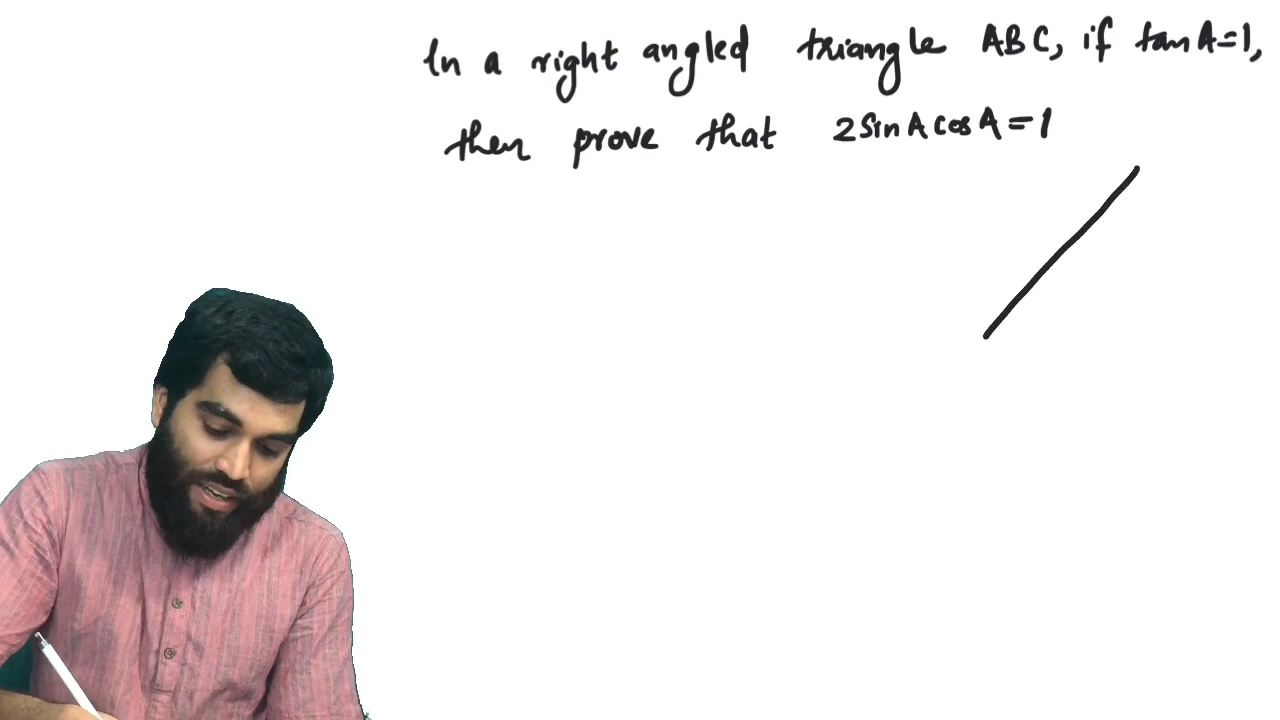 In a right angled triangle ABC, if tan A=1,
then prove that 2 Sin A cos A = 1